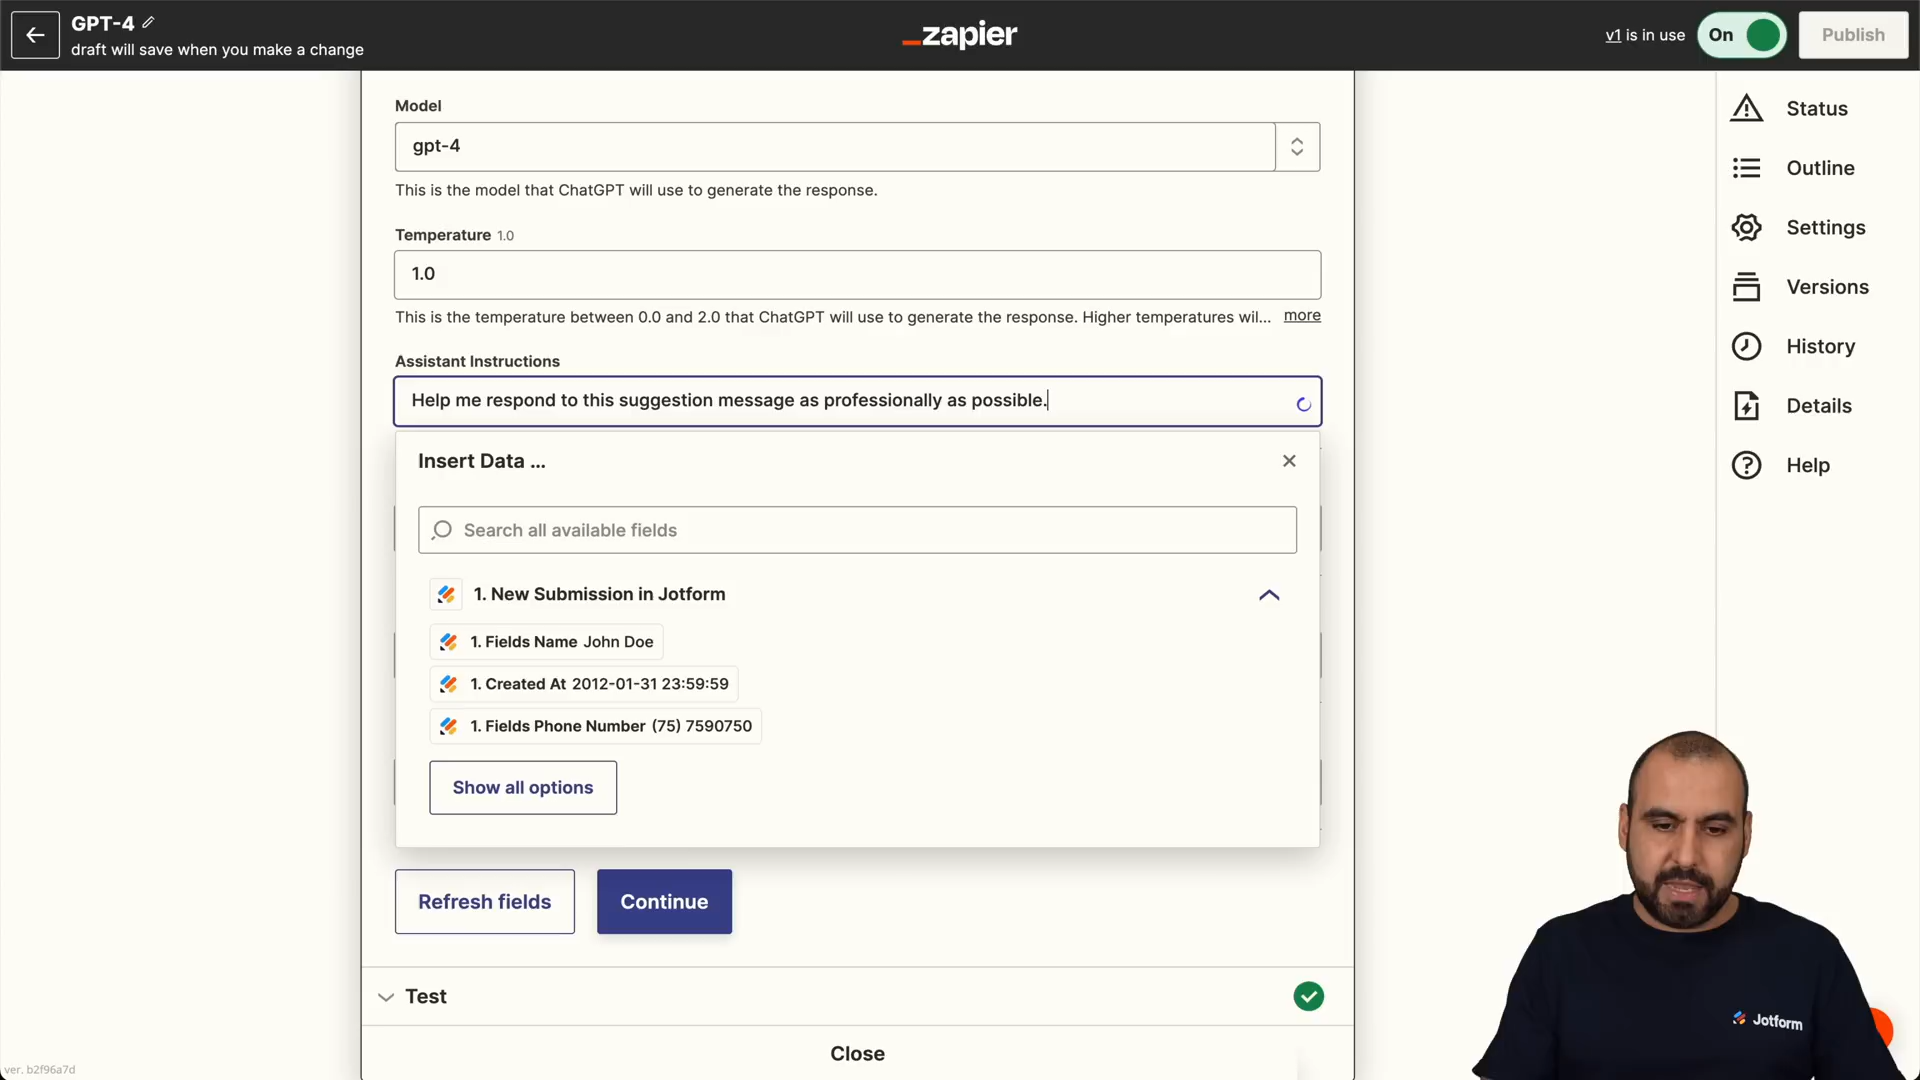 GPT-4
draft will save when you make a change
zapier
v1 is in use
On
Publish
Status
Outline
Settings
Versions
History
Details
Help
Model
gpt-4
This is the model that ChatGPT will use to generate the response.
Temperature 1.0
1.0
This is the temperature between 0.0 and 2.0 that ChatGPT will use to generate the response. Higher temperatures wil... more
Assistant Instructions
Help me respond to this suggestion message as professionally as possible.
Insert Data ...
Search all available fields
1. New Submission in Jotform
1. Fields Name John Doe
1. Created At 2012-01-31 23:59:59
1. Fields Phone Number (75) 7590750
Show all options
Refresh fields
Continue
Test
Close
Jotform
ver. b2f96a7d